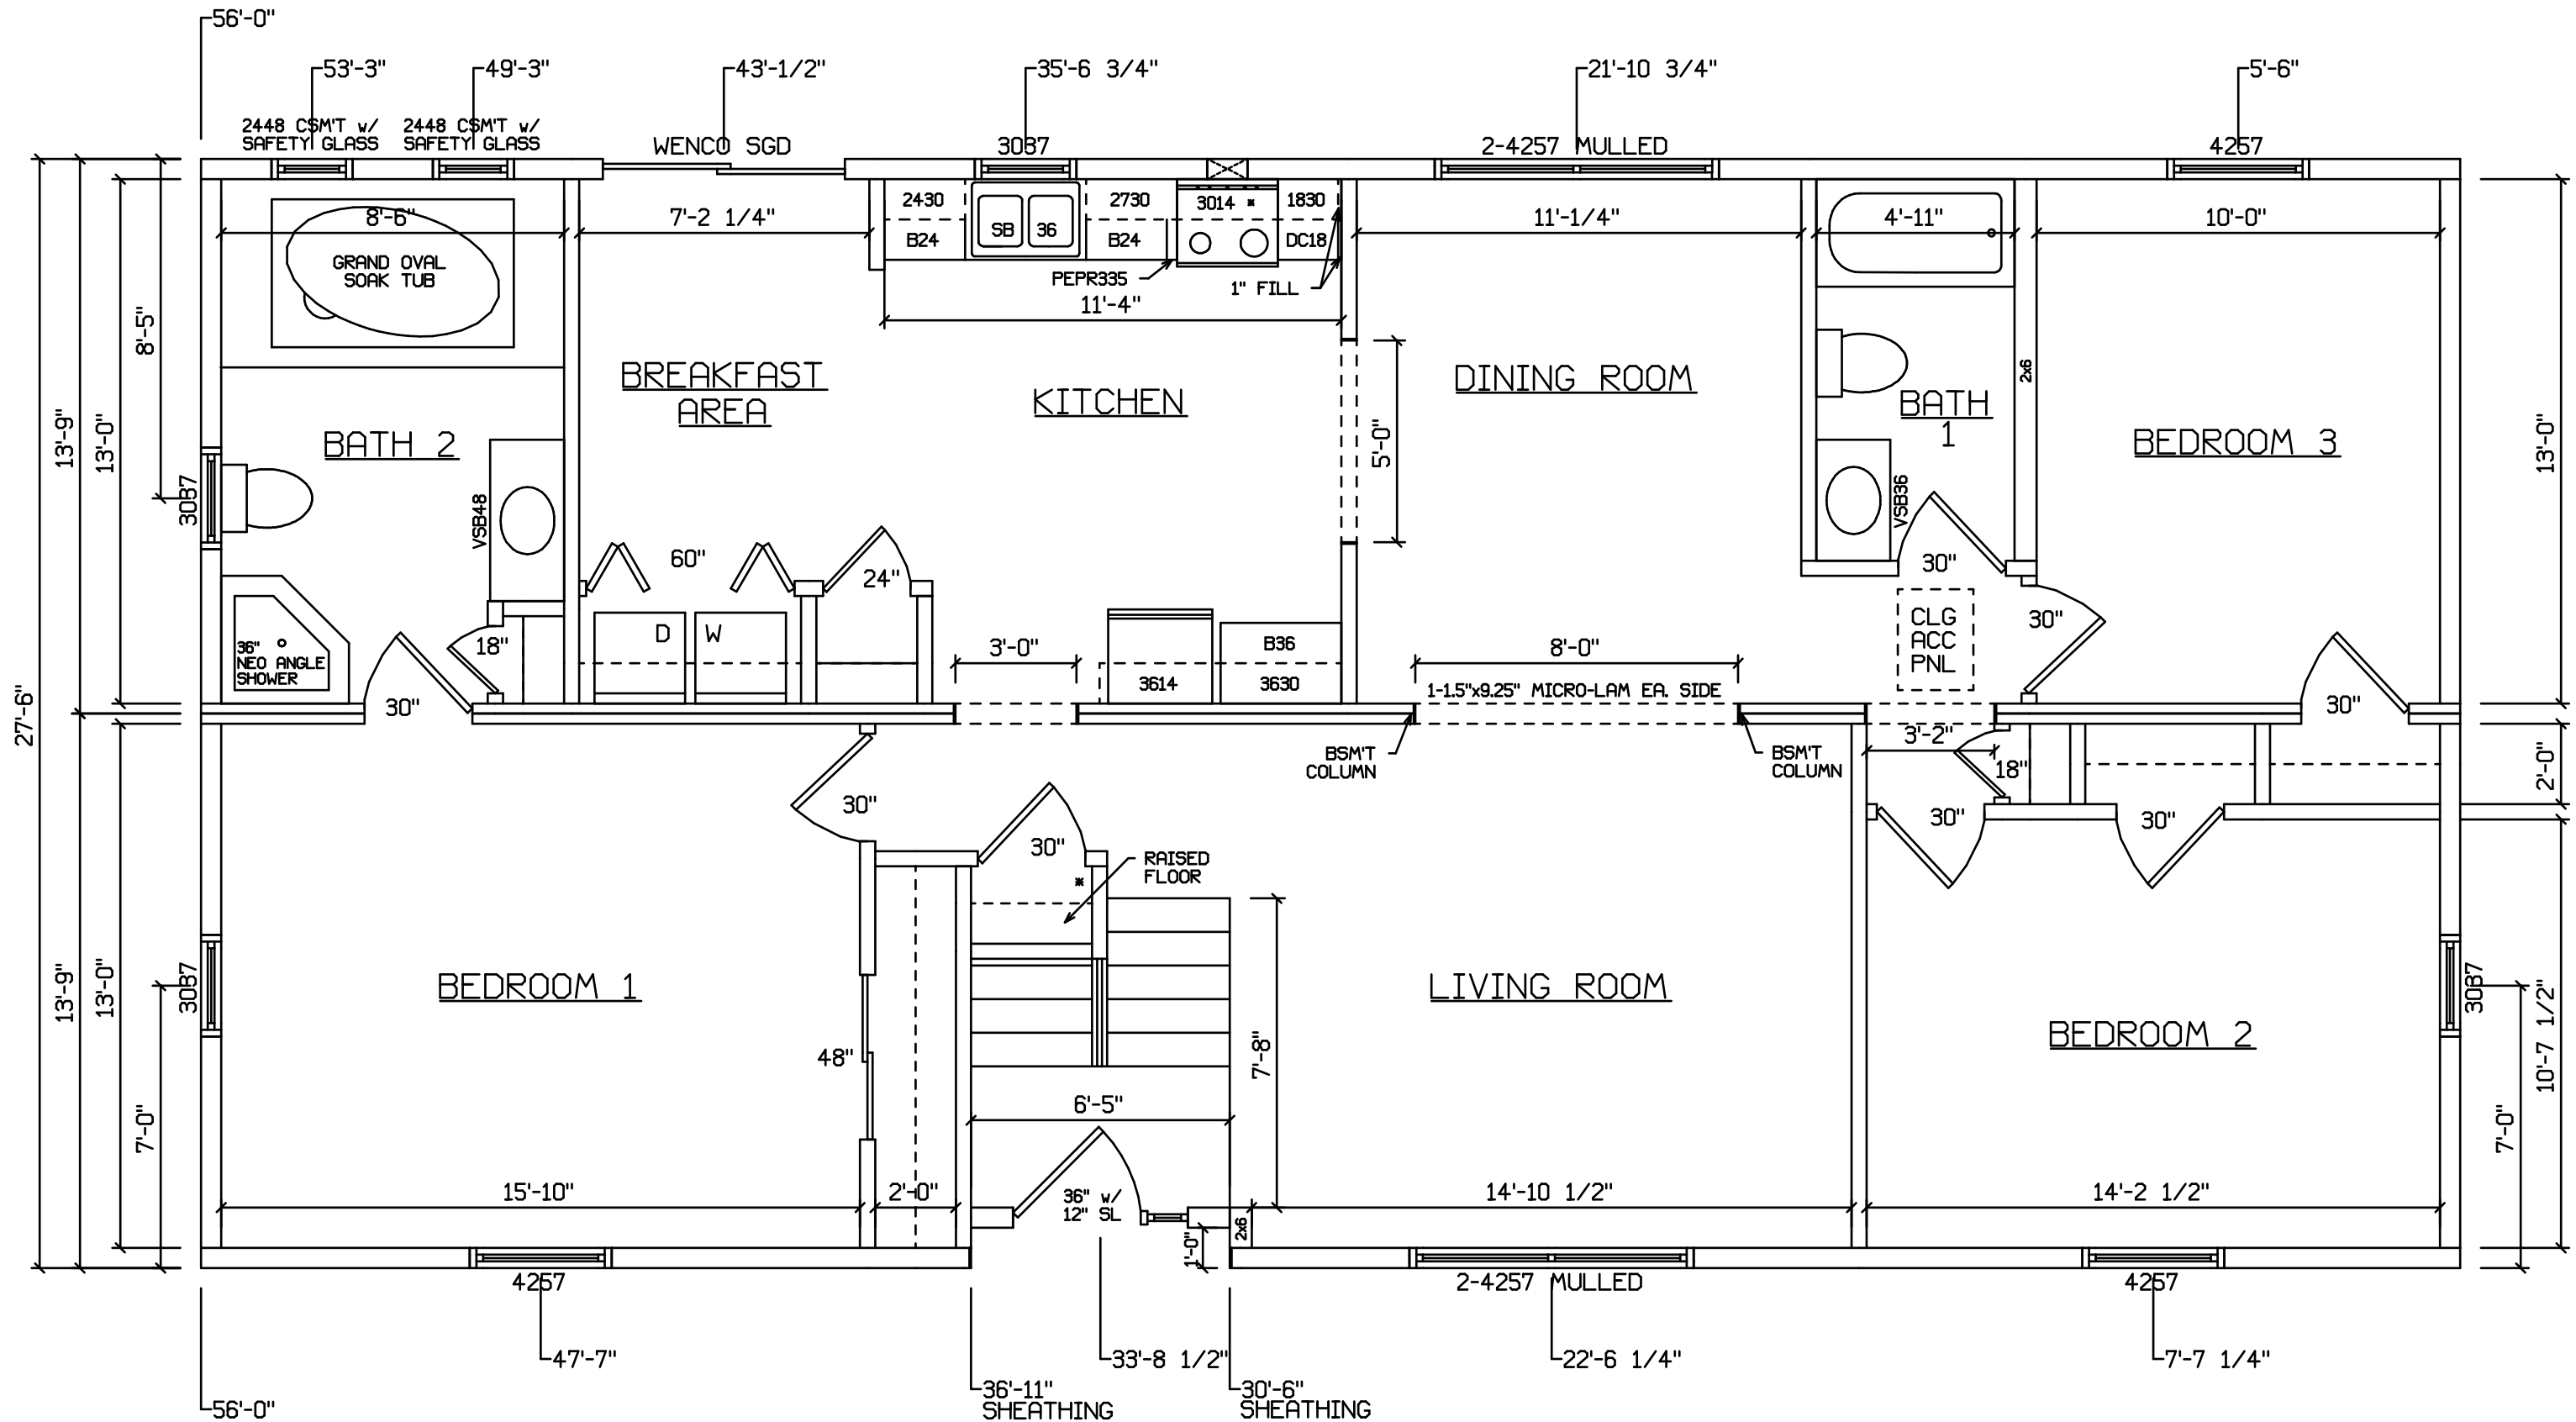 56'-0"
53'-3"
49'-3"
43'-1/2"
35'-6 3/4"
21'-10 3/4"
5'-6"
2448 CSM'T w/
SAFETY GLASS
2448 CSM'T w/
SAFETY GLASS
WENCO SGD
3037
2-4257 MULLED
4257
8'-6"
7'-2 1/4"
2430
B24
SB 36
2730
B24
3014 *
1830
DC18
11'-1/4"
4'-11"
10'-0"
GRAND OVAL
SOAK TUB
PEPR335
1" FILL
11'-4"
8'-5"
BREAKFAST
AREA
KITCHEN
DINING ROOM
2x6
BATH
1
BATH 2
BEDROOM 3
13'-9"
13'-0"
5'-0"
13'-0"
3037
VSB48
VSB36
60"
24"
30"
CLG
ACC
PNL
30"
D W
36"
NEO ANGLE
SHOWER
18"
30"
3'-0"
B36
3614
3630
8'-0"
1-1.5"x9.25" MICRO-LAM EA. SIDE
30"
27'-6"
BSM'T
COLUMN
BSM'T
COLUMN
3'-2"
18"
2'-0"
30"
30"
30"
30"
RAISED
FLOOR
*
BEDROOM 1
LIVING ROOM
BEDROOM 2
3037
3037
13'-9"
13'-0"
7'-0"
48"
7'-8"
6'-5"
10'-7 1/2"
7'-0"
15'-10"
2'-0"
36" w/
12" SL
14'-10 1/2"
14'-2 1/2"
1'-0"
2x6
4257
2-4257 MULLED
4257
47'-7"
33'-8 1/2"
22'-6 1/4"
7'-7 1/4"
56'-0"
36'-11"
SHEATHING
30'-6"
SHEATHING